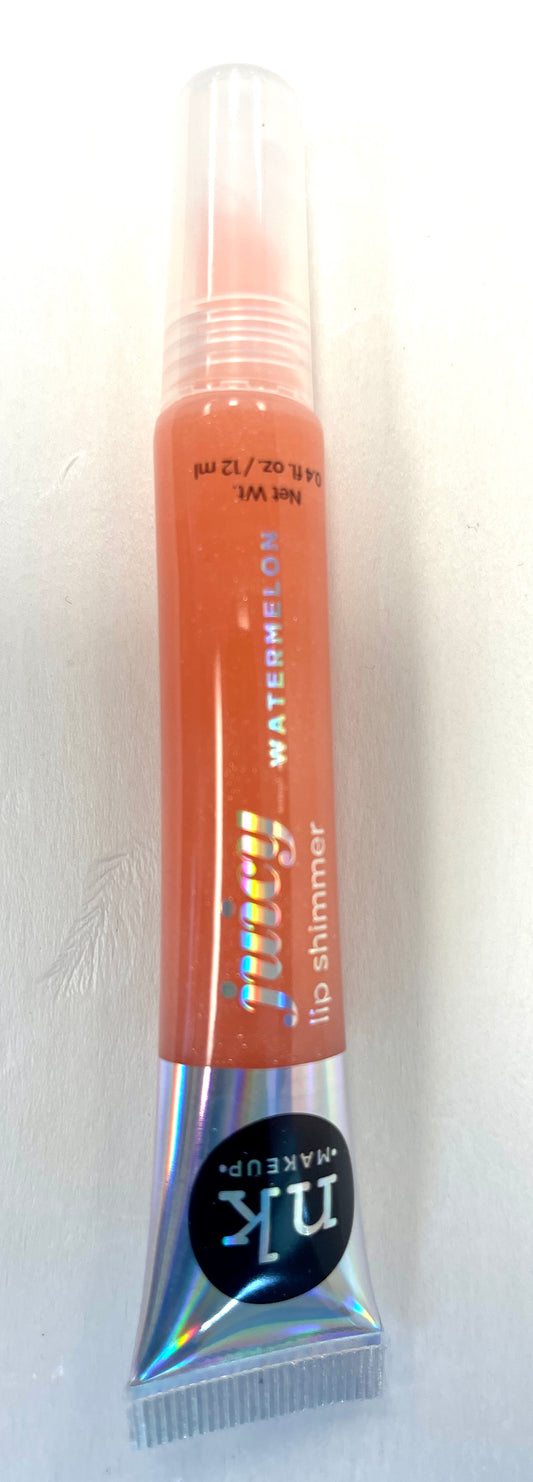 nk
•MAKEUP•
juicy
WATERMELON
lip shimmer
Net Wt.
0.4 fl. oz. / 12 ml